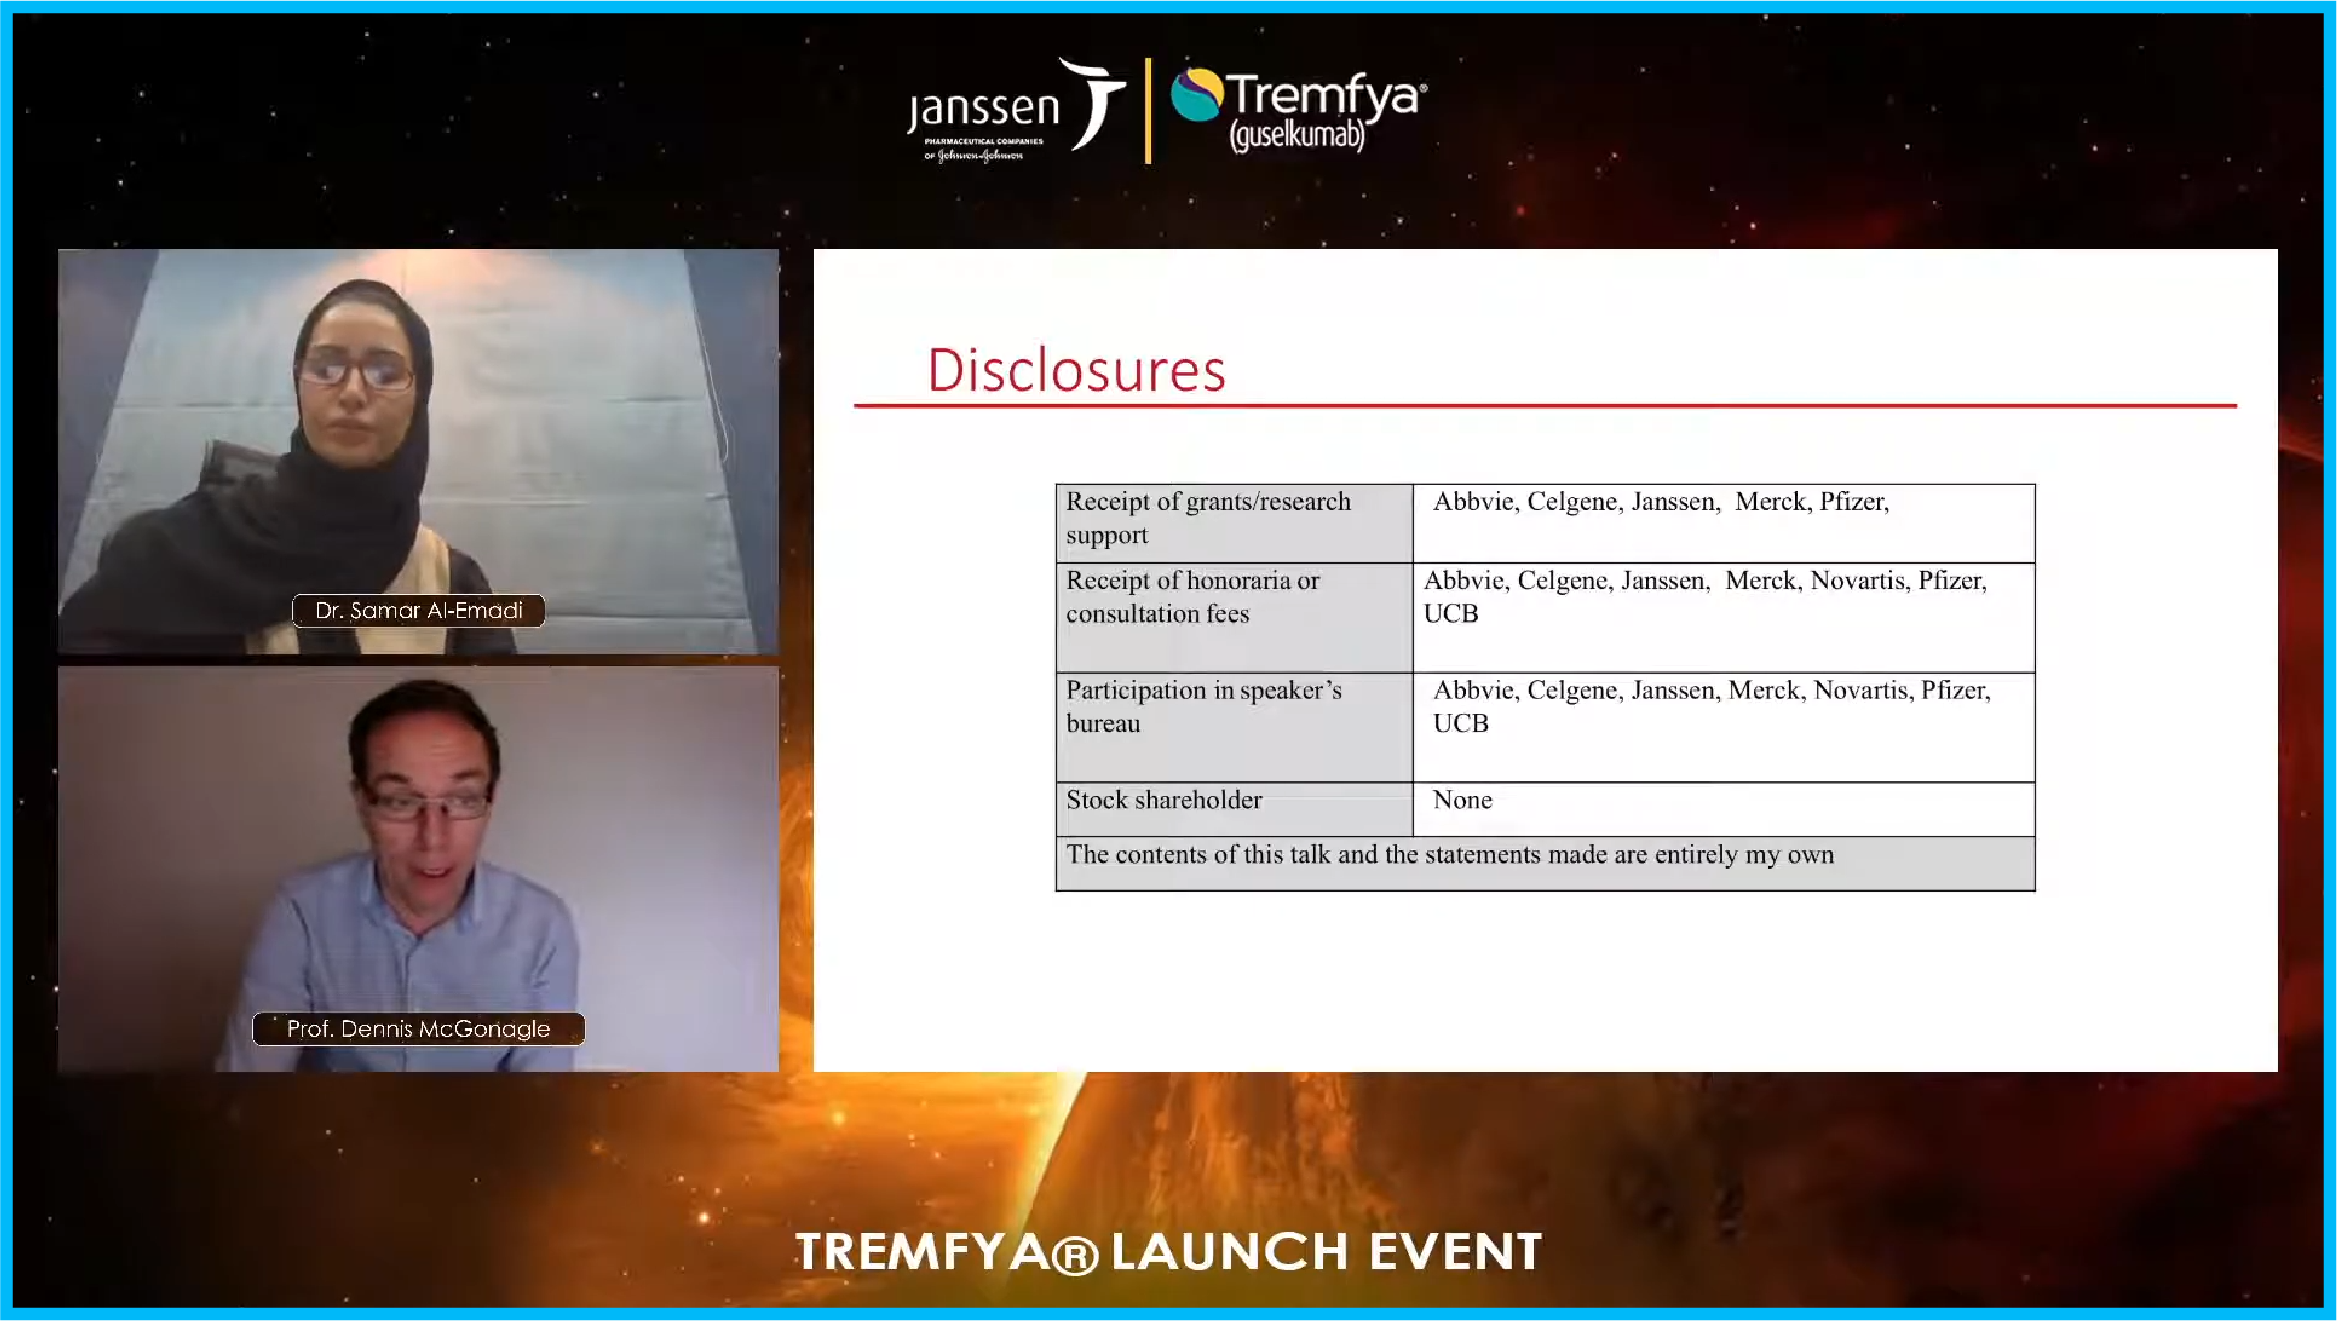 Janssen
PHARMACEUTICAL COMPANIES
OF Johnson & Johnson
Tremfya®
(guselkumab)
Dr. Samar Al-Emadi
Prof. Dennis McGonagle
Disclosures
Receipt of grants/research
support
Abbvie, Celgene, Janssen, Merck, Pfizer,
Receipt of honoraria or
consultation fees
Abbvie, Celgene, Janssen, Merck, Novartis, Pfizer,
UCB
Participation in speaker’s
bureau
Abbvie, Celgene, Janssen, Merck, Novartis, Pfizer,
UCB
Stock shareholder
None
The contents of this talk and the statements made are entirely my own
TREMFYA® LAUNCH EVENT